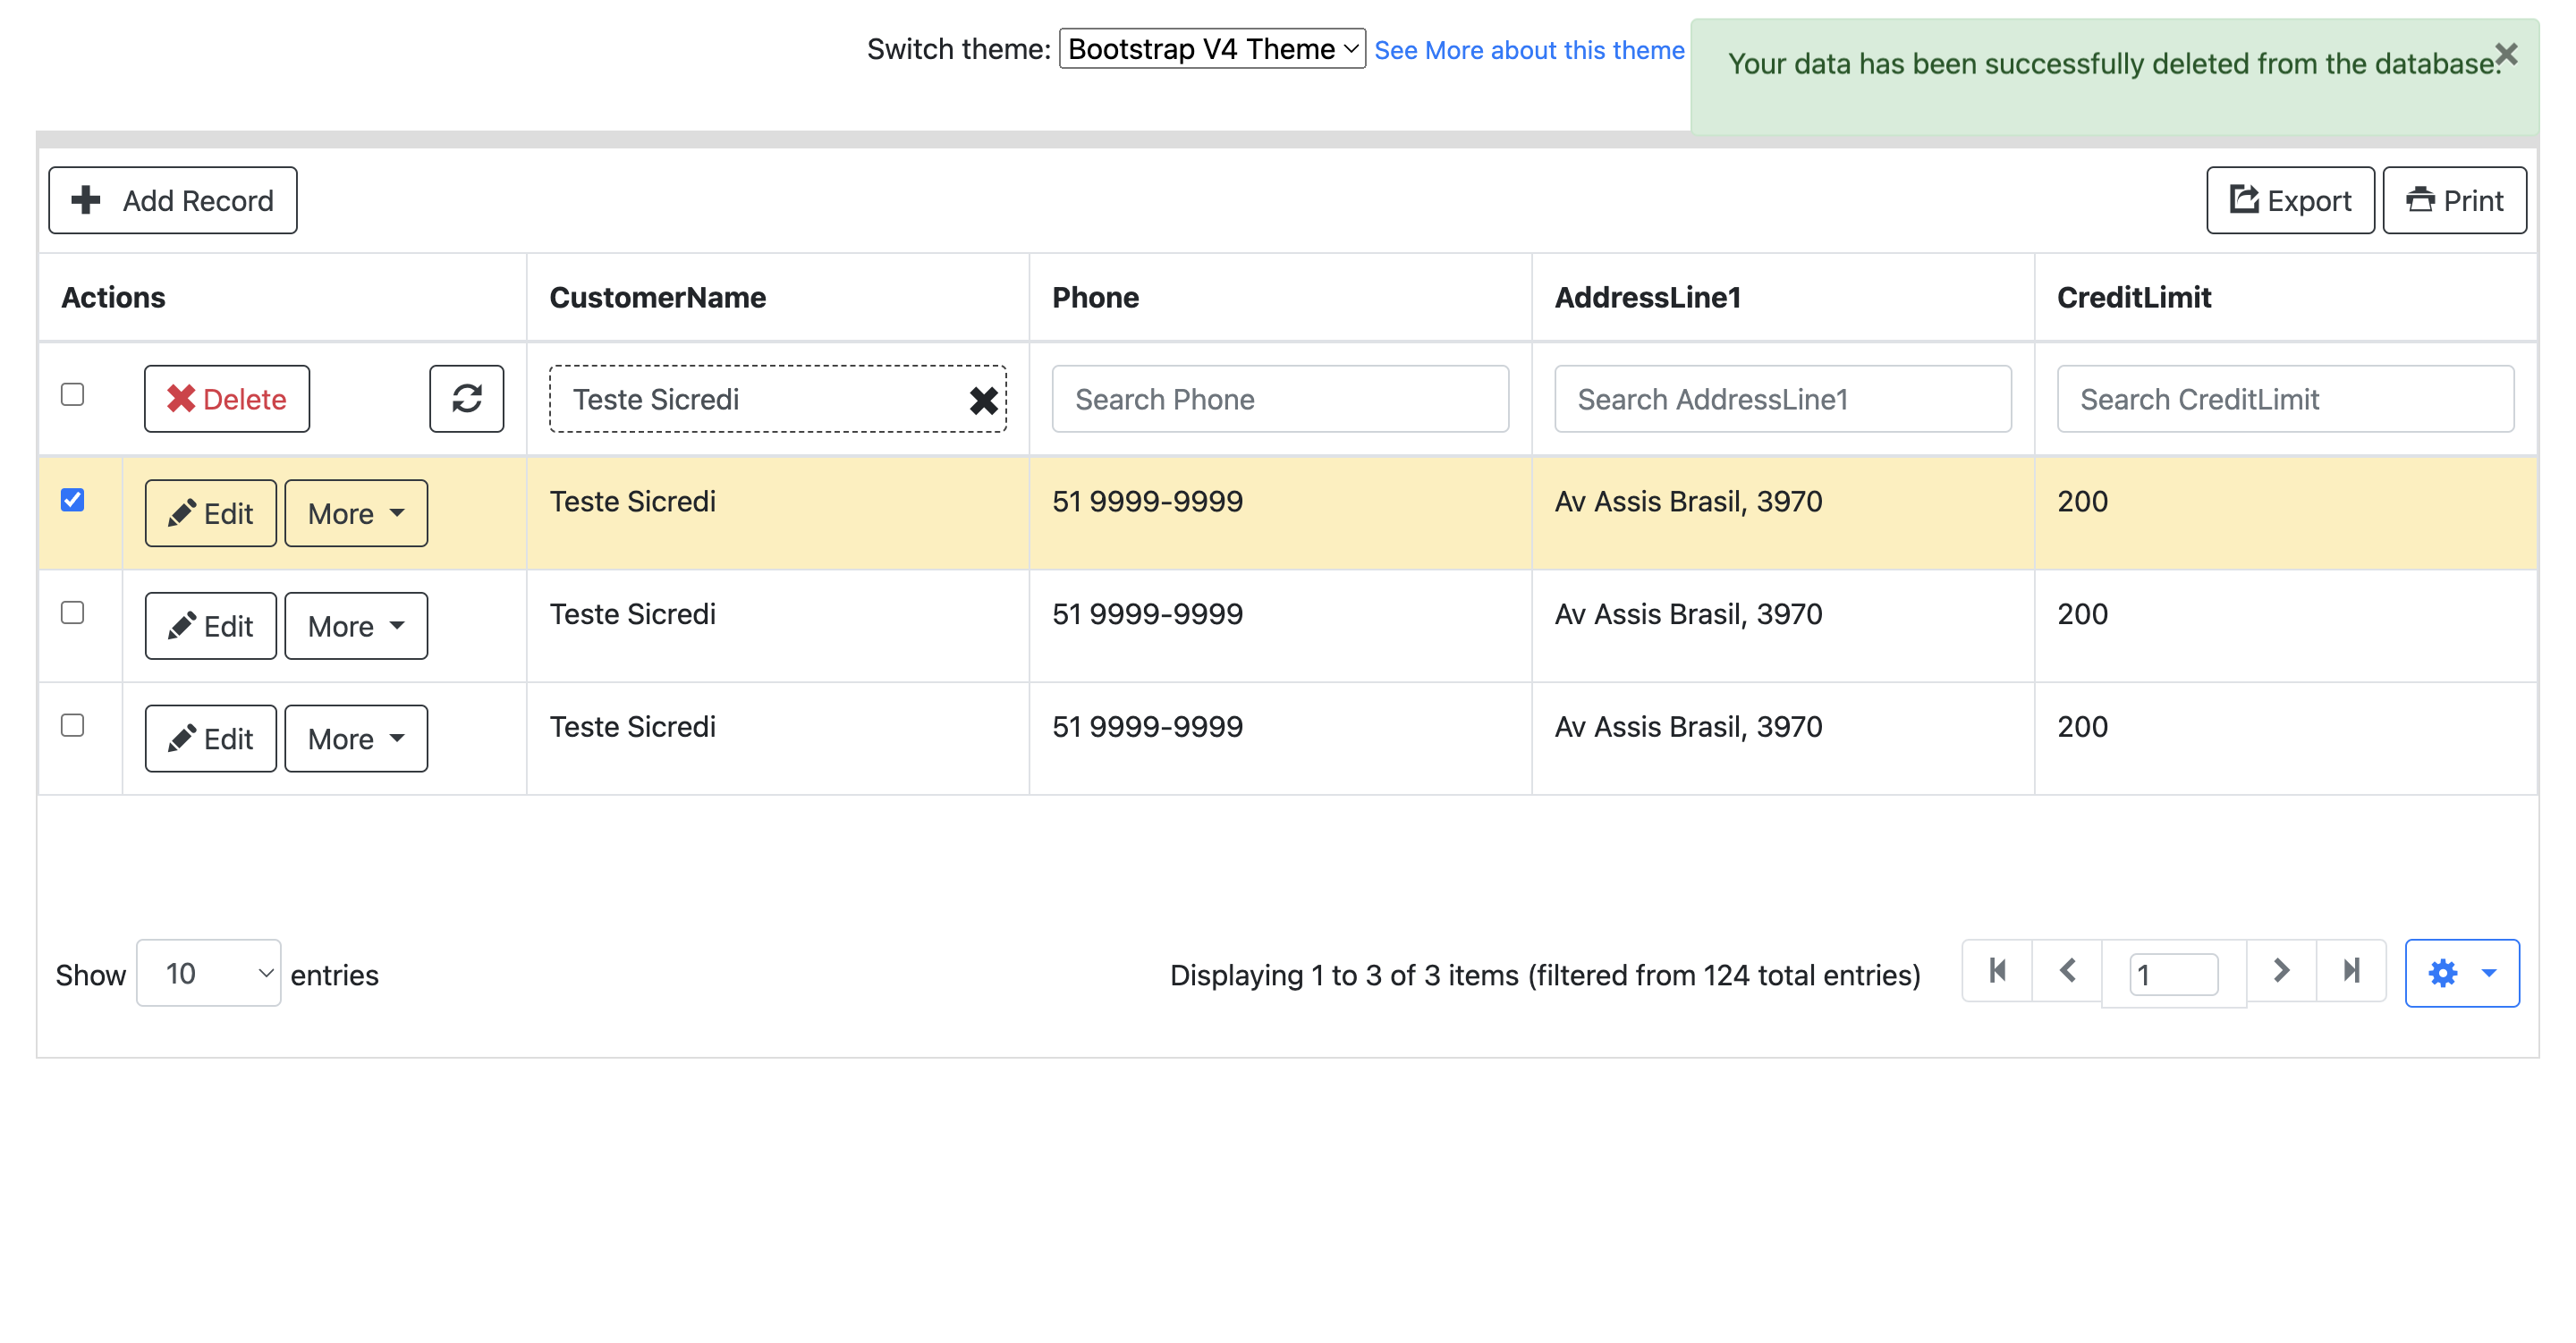 Switch theme: Bootstrap V4 Theme See More about this theme
Your data has been successfully deleted from the database.
Add Record
Export Print
Actions CustomerName Phone AddressLine1 CreditLimit
Delete Teste Sicredi Search Phone Search AddressLine1 Search CreditLimit
Edit More Teste Sicredi 51 9999-9999 Av Assis Brasil, 3970 200
Edit More Teste Sicredi 51 9999-9999 Av Assis Brasil, 3970 200
Edit More Teste Sicredi 51 9999-9999 Av Assis Brasil, 3970 200
Show 10 entries Displaying 1 to 3 of 3 items (filtered from 124 total entries) 1